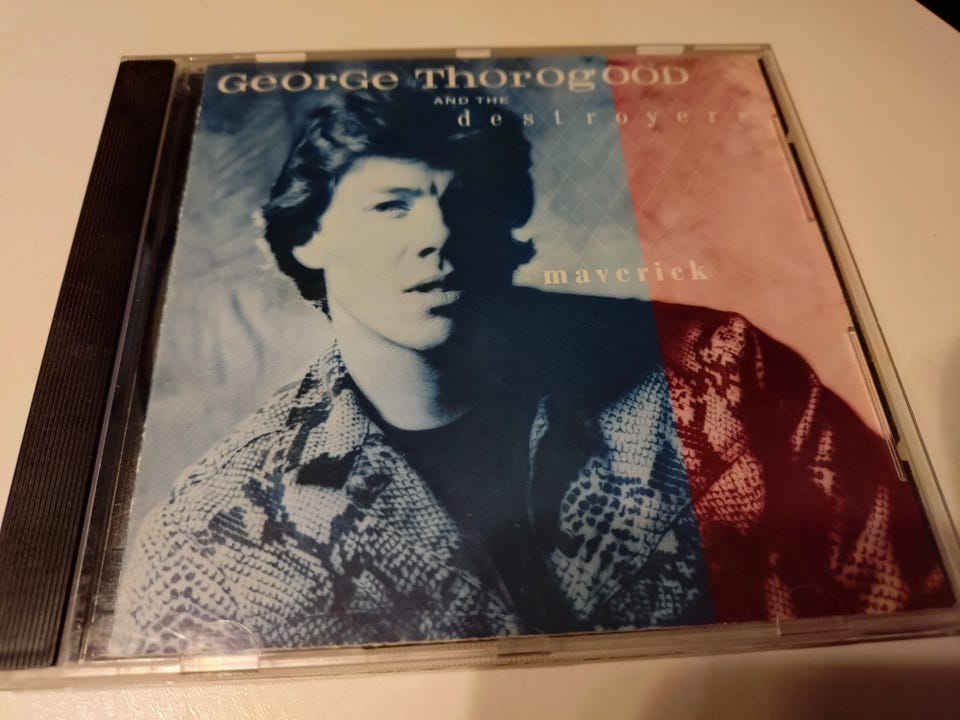 GeOrGe ThOrOgOOD
AND THE
destroyers
maverick